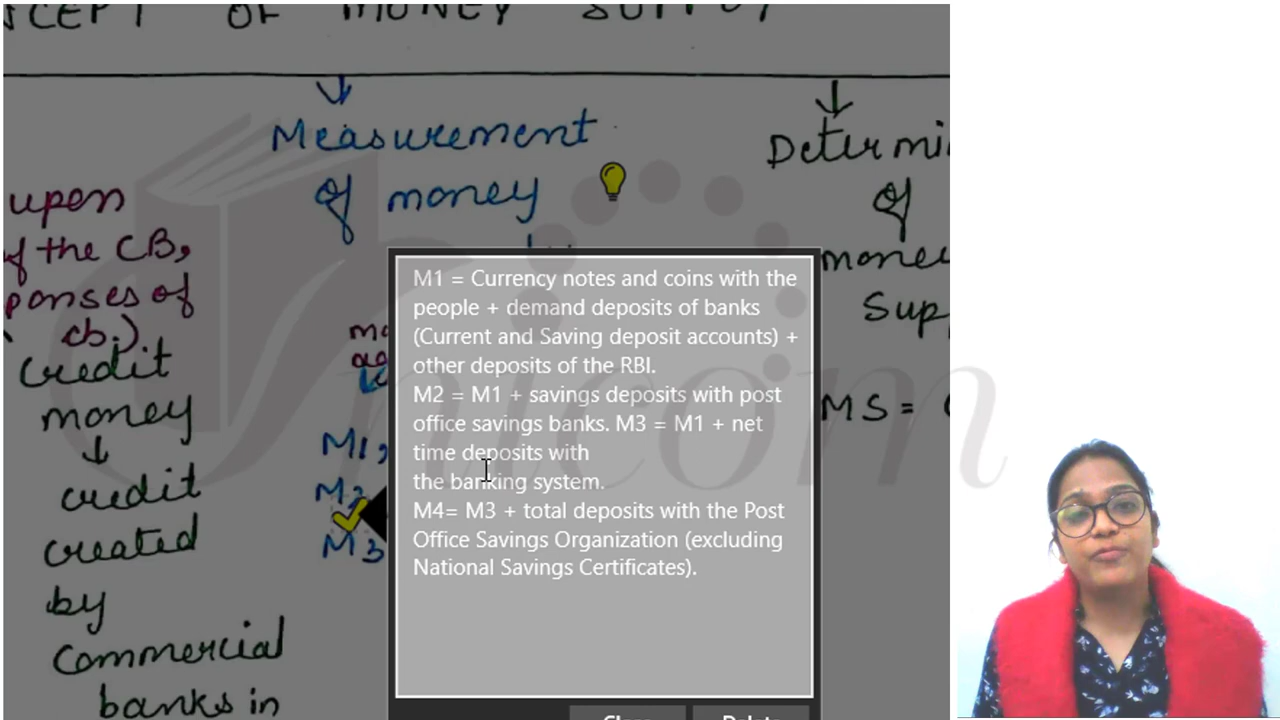 OF MONEY
Measurement
of money
Determi
of
money
Sup
MS =
upon
of the CB,
ponses of
cb.)
credit
money
credit
created
by
Commercial
banks in
M1,
M2
M3
M1 = Currency notes and coins with the
people + demand deposits of banks
(Current and Saving deposit accounts) +
other deposits of the RBI.
M2 = M1 + savings deposits with post
office savings banks. M3 = M1 + net
time deposits with
the banking system.
M4= M3 + total deposits with the Post
Office Savings Organization (excluding
National Savings Certificates).